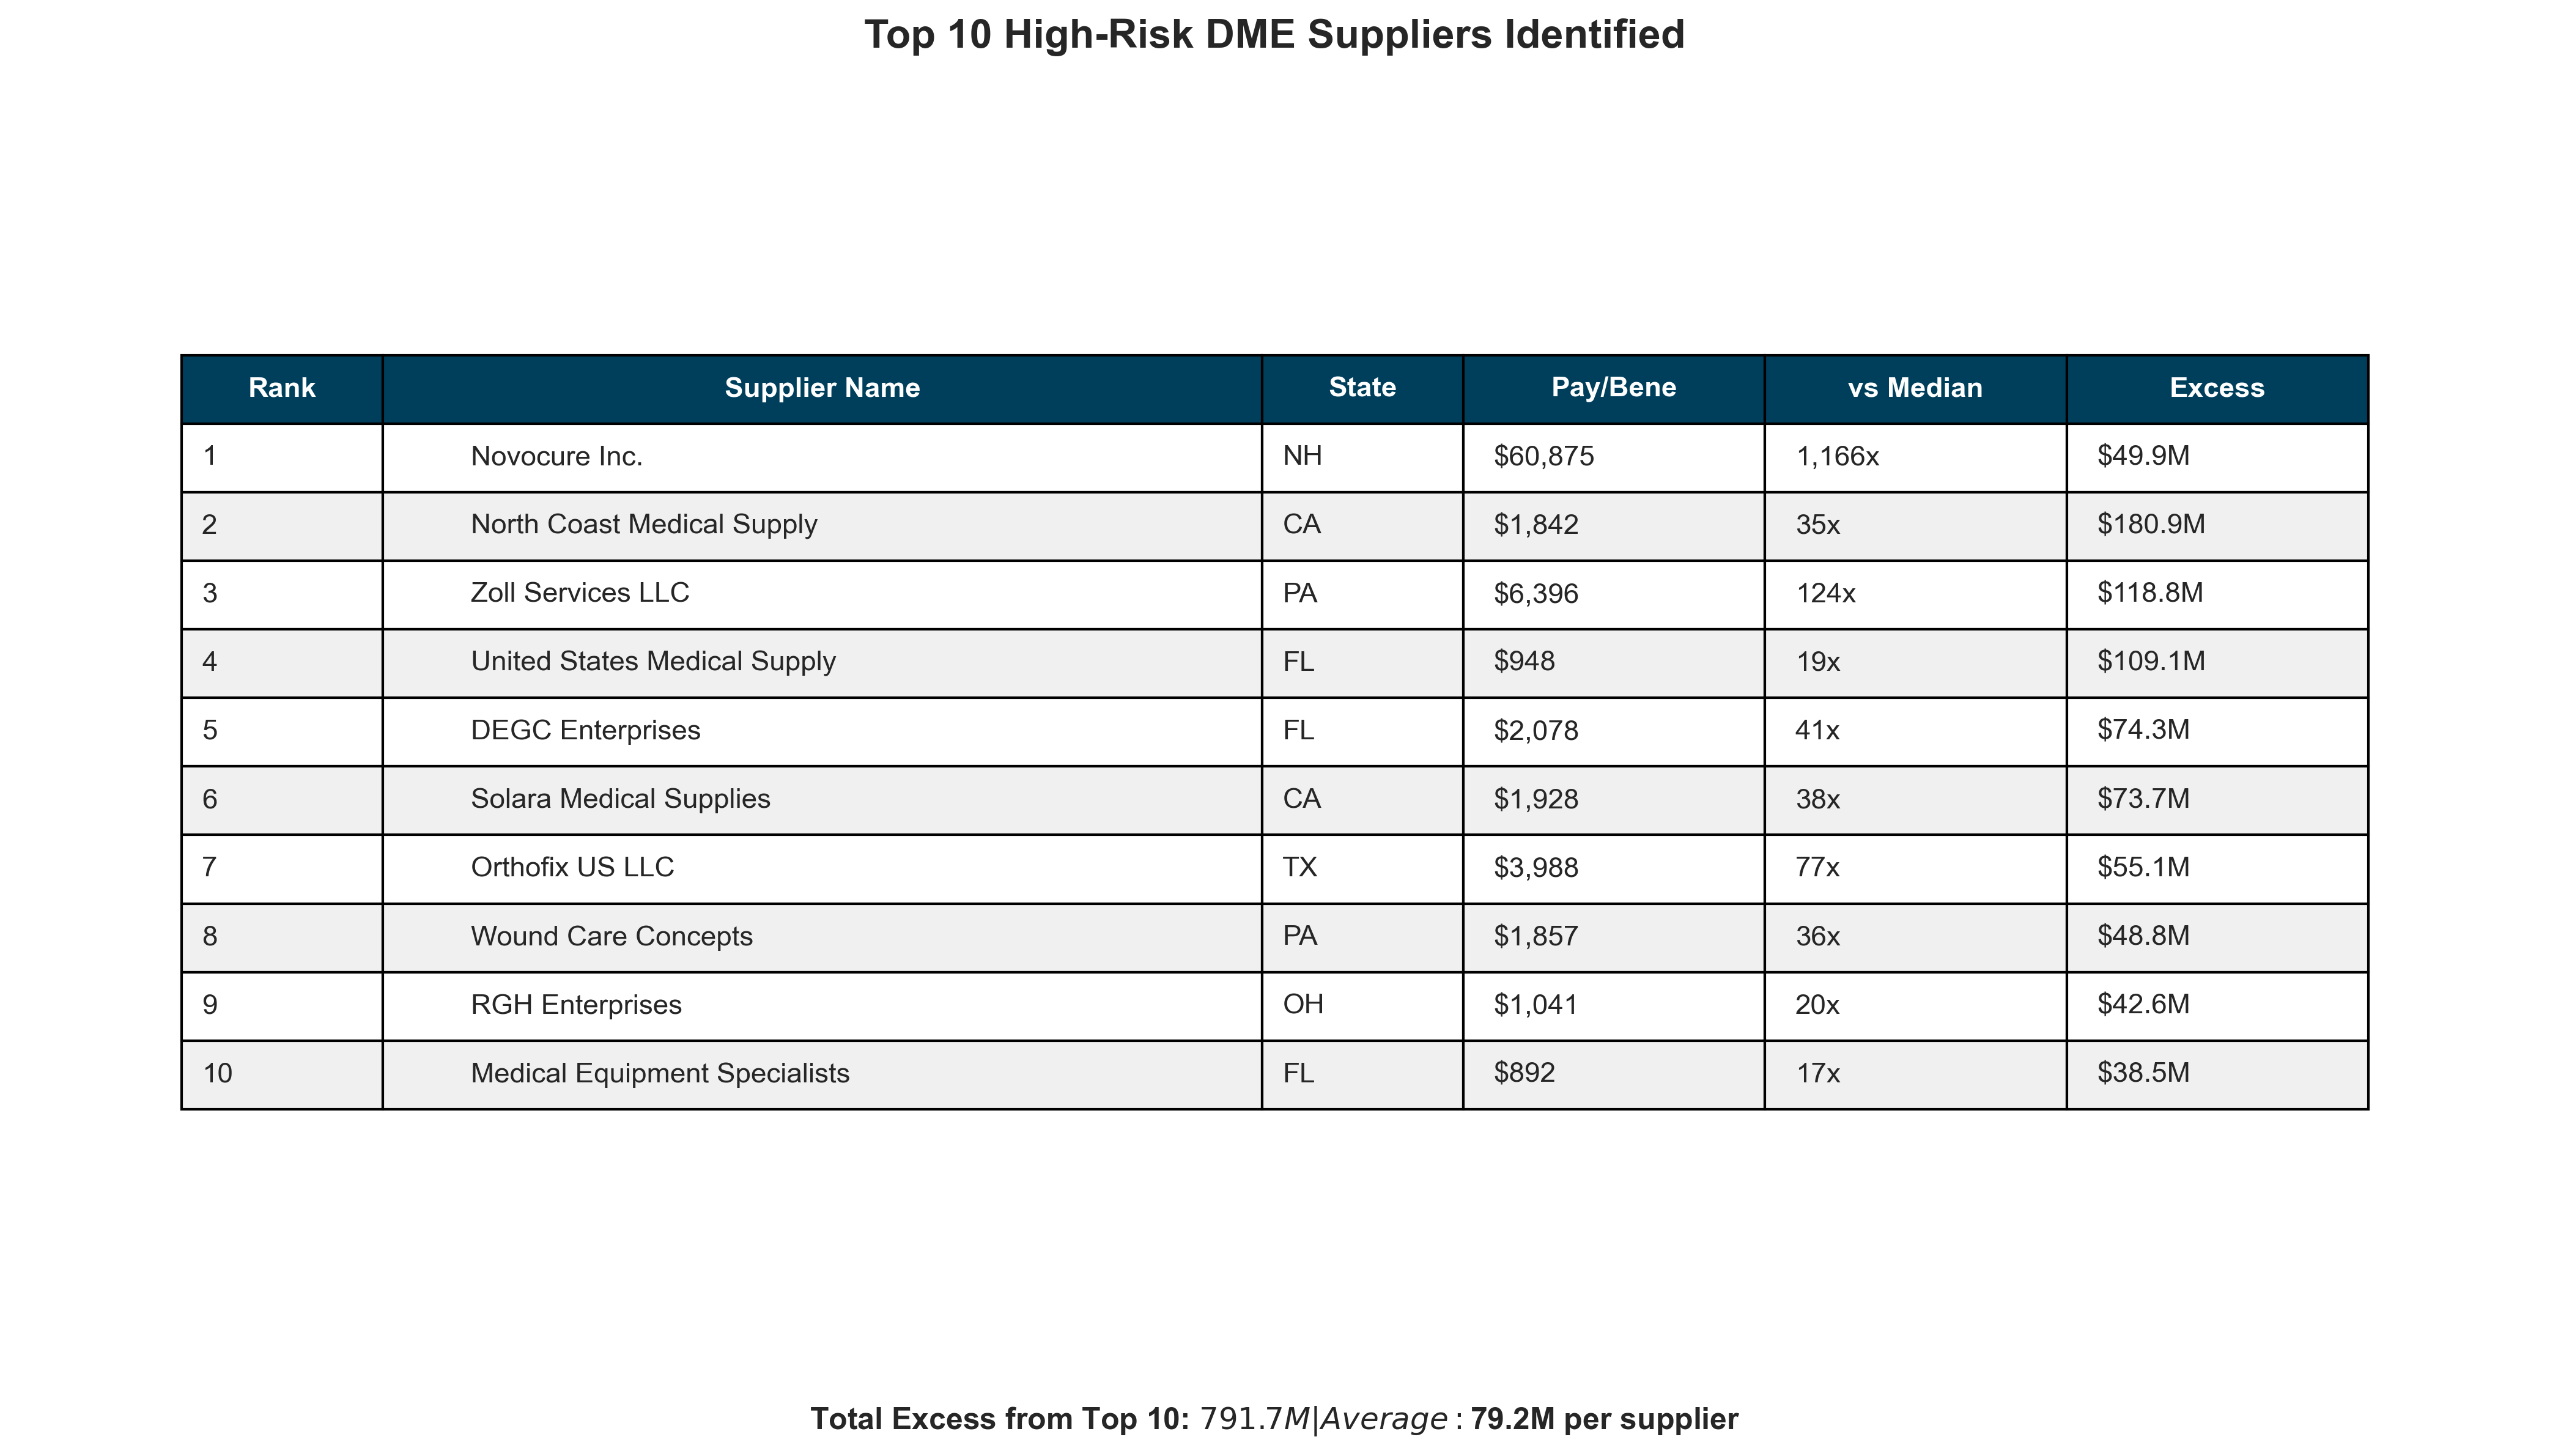 Top 10 High-Risk DME Suppliers Identified
Rank Supplier Name State Pay/Bene vs Median Excess
1 Novocure Inc. NH $60,875 1,166x $49.9M
2 North Coast Medical Supply CA $1,842 35x $180.9M
3 Zoll Services LLC PA $6,396 124x $118.8M
4 United States Medical Supply FL $948 19x $109.1M
5 DEGC Enterprises FL $2,078 41x $74.3M
6 Solara Medical Supplies CA $1,928 38x $73.7M
7 Orthofix US LLC TX $3,988 77x $55.1M
8 Wound Care Concepts PA $1,857 36x $48.8M
9 RGH Enterprises OH $1,041 20x $42.6M
10 Medical Equipment Specialists FL $892 17x $38.5M
Total Excess from Top 10: 791.7M|Average:79.2M per supplier